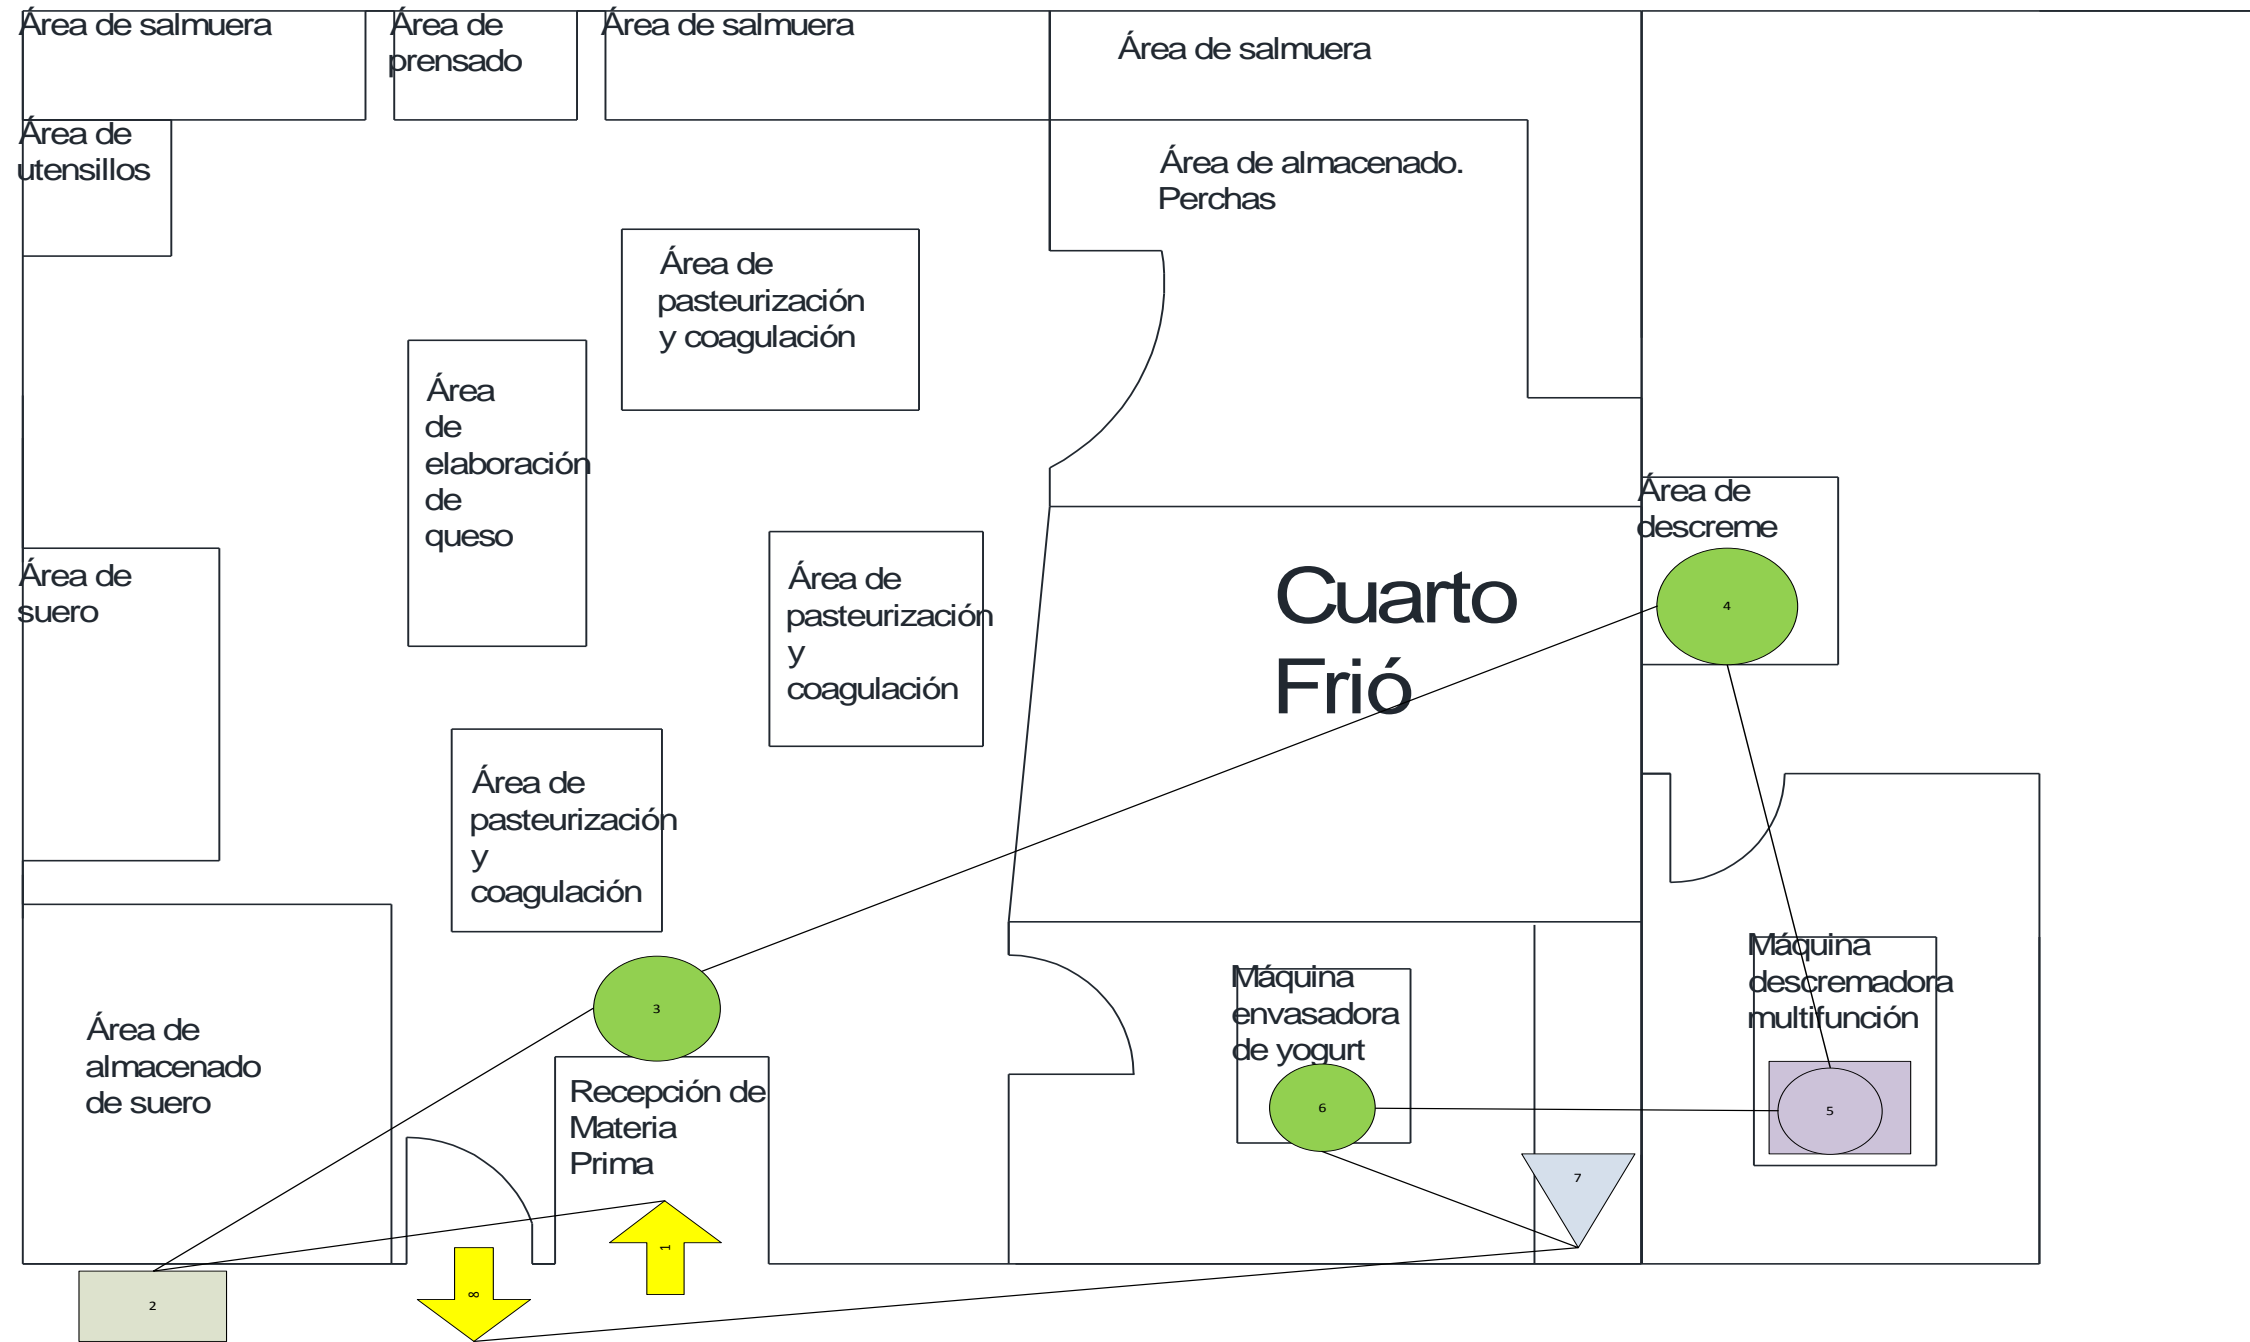 Área de salmuera
Área de
prensado
Área de salmuera
Área de salmuera
Área de
utensillos
Área de almacenado.
Perchas
Área de
pasteurización
y coagulación
Área
de
elaboración
de
queso
Área de
descreme
4
Área de
suero
Área de
pasteurización
y
coagulación
Cuarto
Frió
Área de
pasteurización
y
coagulación
Máquina
descremadora
multifunción
5
Máquina
envasadora
de yogurt
6
7
3
Área de
almacenado
de suero
Recepción de
Materia
Prima
1
8
2